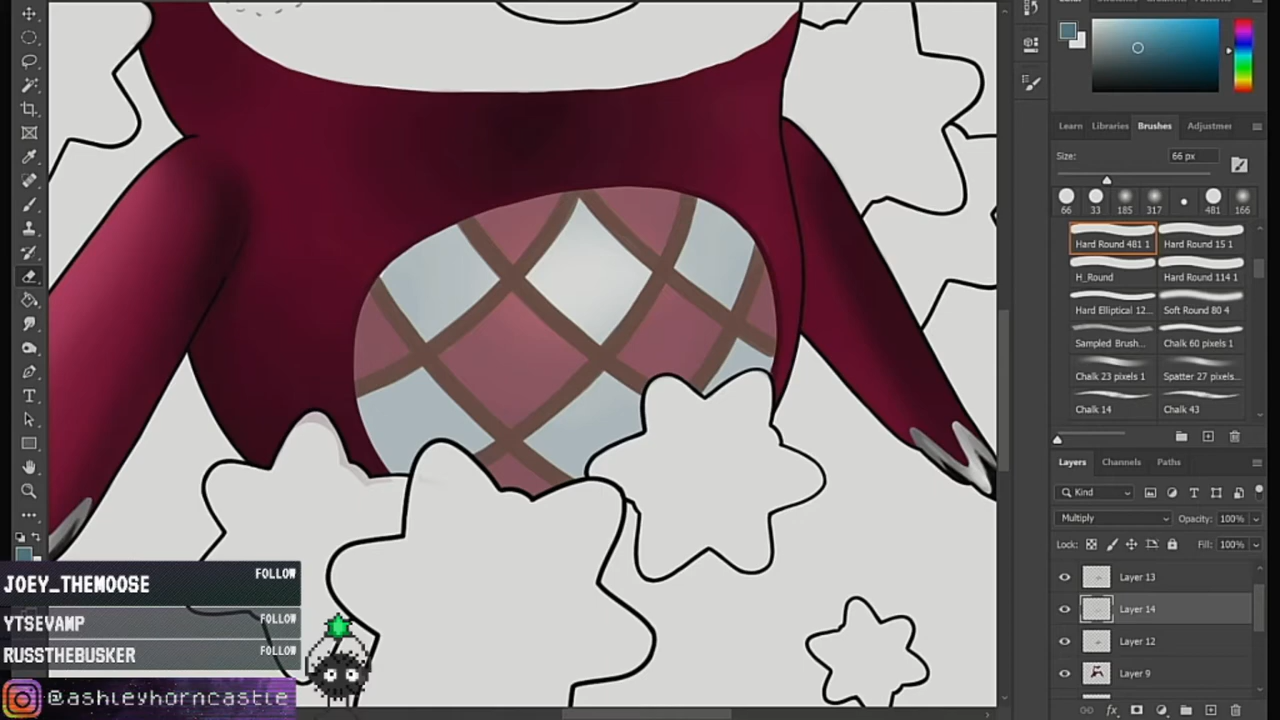 Learn Libraries Brushes Adjustmer
Size: 66 px
66 33 185 317 481 166
Hard Round 481 1 Hard Round 15 1
H_Round Hard Round 114 1
Hard Elliptical 12... Soft Round 80 4
Sampled Brush... Chalk 60 pixels 1
Chalk 23 pixels 1 Spatter 27 pixels...
Chalk 14 Chalk 43
Layers Channels Paths
Kind
Multiply Opacity: 100%
Lock: Fill: 100%
Layer 13
Layer 14
Layer 12
Layer 9
JOEY_THEMOOSE FOLLOW
YTSEVAMP FOLLOW
RUSSTHEBUSKER FOLLOW
@ashleyhorncastle